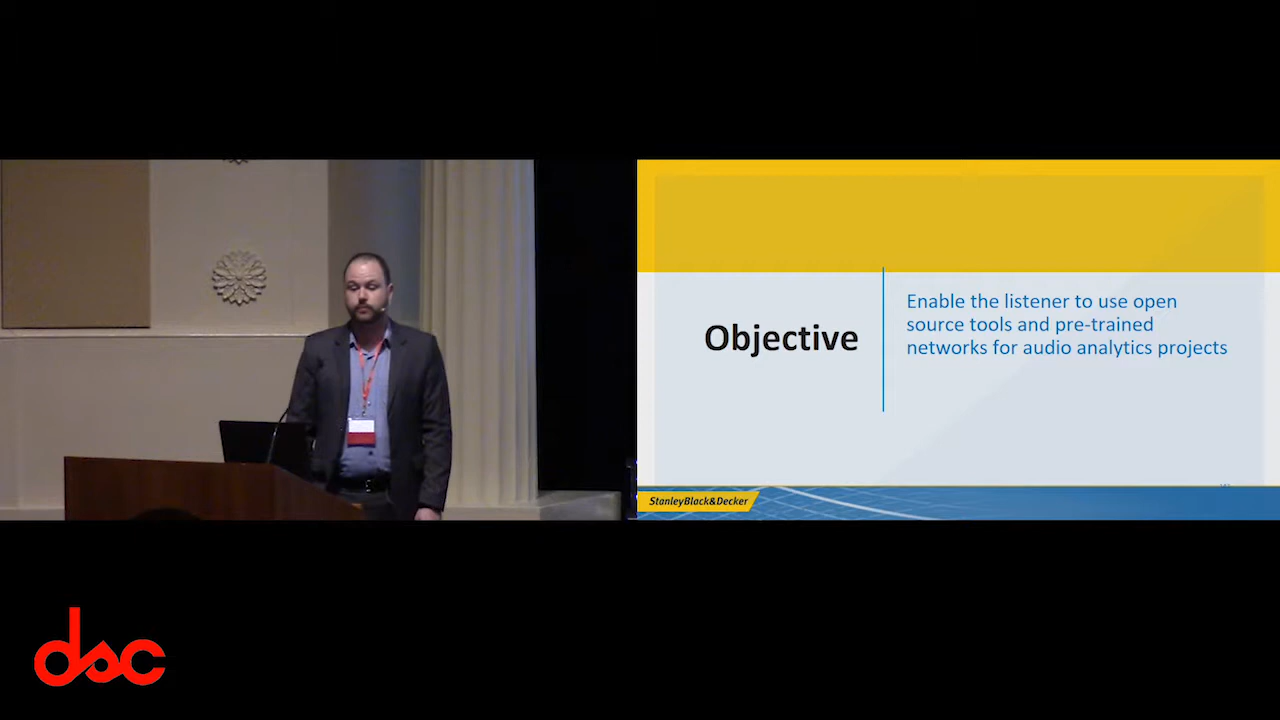 Objective
Enable the listener to use open
source tools and pre-trained
networks for audio analytics projects
StanleyBlack&Decker
dsc